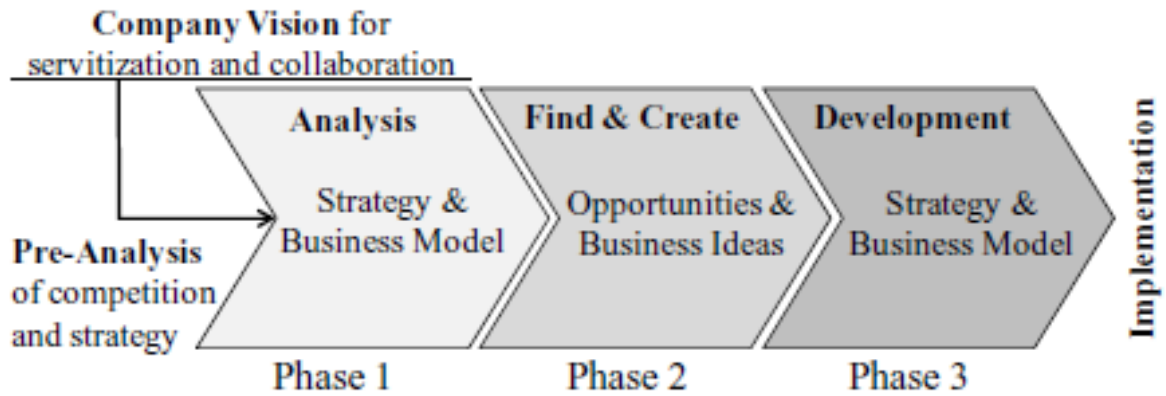 Company Vision for
servitization and collaboration
Pre-Analysis
of competition
and strategy
Analysis
Strategy &
Business Model
Phase 1
Find & Create
Opportunities &
Business Ideas
Phase 2
Development
Strategy &
Business Model
Phase 3
Implementation